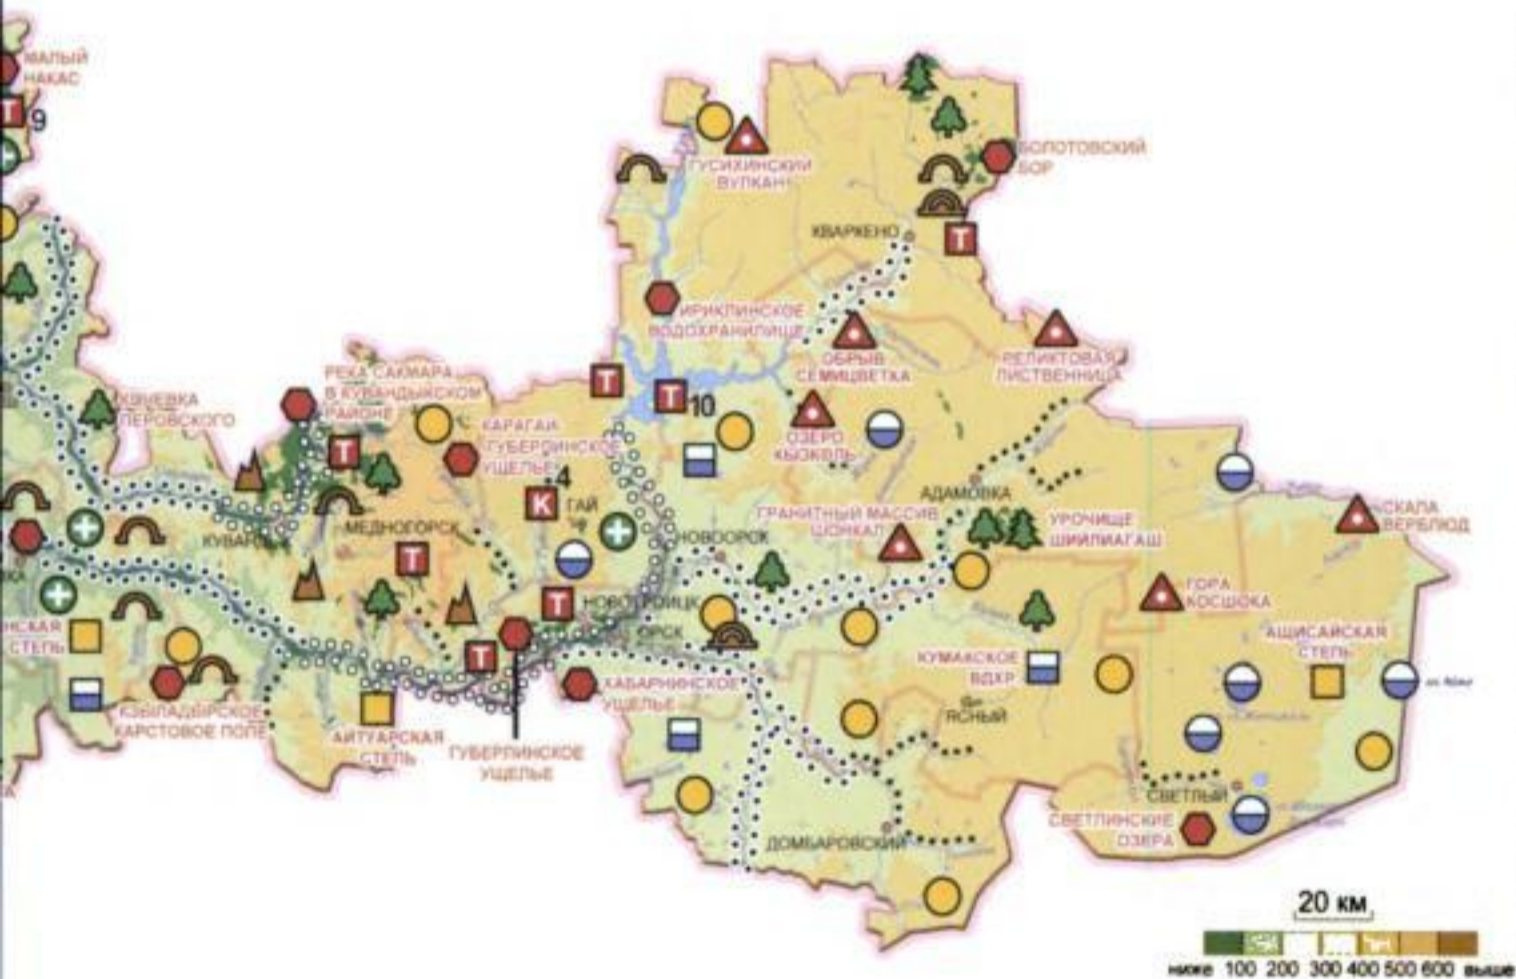 МАЛЫЙ
НАКАС
Т
9
ГУСИХИНСКИЙ
ВУЛКАН
БОЛОТОВСКИЙ
БОР
КВАРКЕНО
Т
ИРИКЛИНСКОЕ
ВОДОХРАНИЛИЩЕ
ОБРЫВ
СЕМИЦВЕТКА
РЕЛИКТОВАЯ
ЛИСТВЕННИЦА
РЕКА САКМАРА
В КУВАНДЫКСКОМ
РАЙОНЕ
Т
Т
10
ПЕРОВСКОГО
КАРАГАЙ
ГУБЕРЛИНСКОЕ
УЩЕЛЬЕ
Т
ОЗЕРО
КЫЗКОЛЬ
4
К
ГАЙ
АДАМОВКА
ГРАНИТНЫЙ МАССИВ
ШОНКАЛ
УРОЧИЩЕ
ШИЙЛИАГАШ
СКАЛА
ВЕРБЛЮД
КУВАН
МЕДНОГОРСК
НОВООРСК
Т
Т
НОВОТРОИЦК
ОРСК
ГОРА
КОСШОКА
НСКАЯ
СТЕПЬ
Т
АЩИСАЙСКАЯ
СТЕПЬ
КУМАКСКОЕ
ВДХР
ХАБАРНИНСКОЕ
УЩЕЛЬЕ
ЯСНЫЙ
КЗЫЛАДЫРСКОЕ
КАРСТОВОЕ ПОЛЕ
АЙТУАРСКАЯ
СТЕПЬ
ГУБЕРЛИНСКОЕ
УЩЕЛЬЕ
СВЕТЛЫЙ
СВЕТЛИНСКИЕ
ОЗЕРА
ДОМБАРОВСКИЙ
20 км
ниже 100 200 300 400 500 600 выше